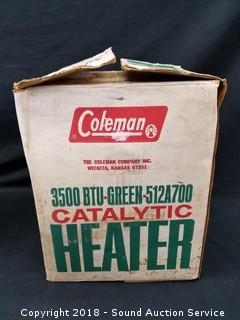 Coleman
THE COLEMAN COMPANY INC.
WICHITA, KANSAS 67201
3500 BTU•GREEN•512A700
CATALYTIC
HEATER
Copyright 2018 - Sound Auction Service